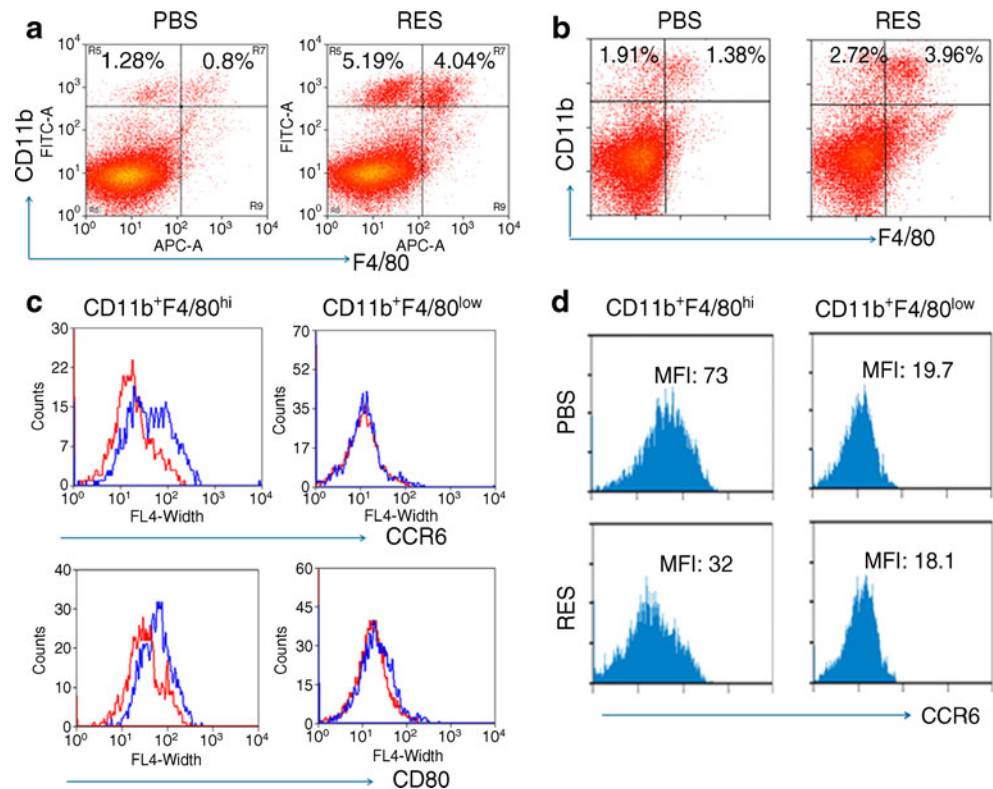 a
PBS
RES
CD11b
FITC-A
10⁴
10³
10²
10¹
10⁰
R5
1.28%
0.8%
R7
R9
10⁰ 10¹ 10² 10³ 10⁴
APC-A
FITC-A
10⁴
10³
10²
10¹
10⁰
R5
5.19%
4.04%
R7
R9
10⁰ 10¹ 10² 10³ 10⁴
APC-A
F4/80
b
PBS
RES
CD11b
1.91%
1.38%
2.72%
3.96%
F4/80
c
CD11b⁺F4/80ʰⁱ
CD11b⁺F4/80ˡᵒʷ
Counts
30
22
15
7
0
10⁰ 10¹ 10² 10³ 10⁴
FL4-Width
Counts
70
52
35
17
0
10⁰ 10¹ 10² 10³ 10⁴
FL4-Width
CCR6
Counts
40
30
20
10
0
10⁰ 10¹ 10² 10³ 10⁴
FL4-Width
Counts
60
45
30
15
0
10⁰ 10¹ 10² 10³ 10⁴
FL4-Width
CD80
d
CD11b⁺F4/80ʰⁱ
CD11b⁺F4/80ˡᵒʷ
PBS
MFI: 73
MFI: 19.7
RES
MFI: 32
MFI: 18.1
CCR6